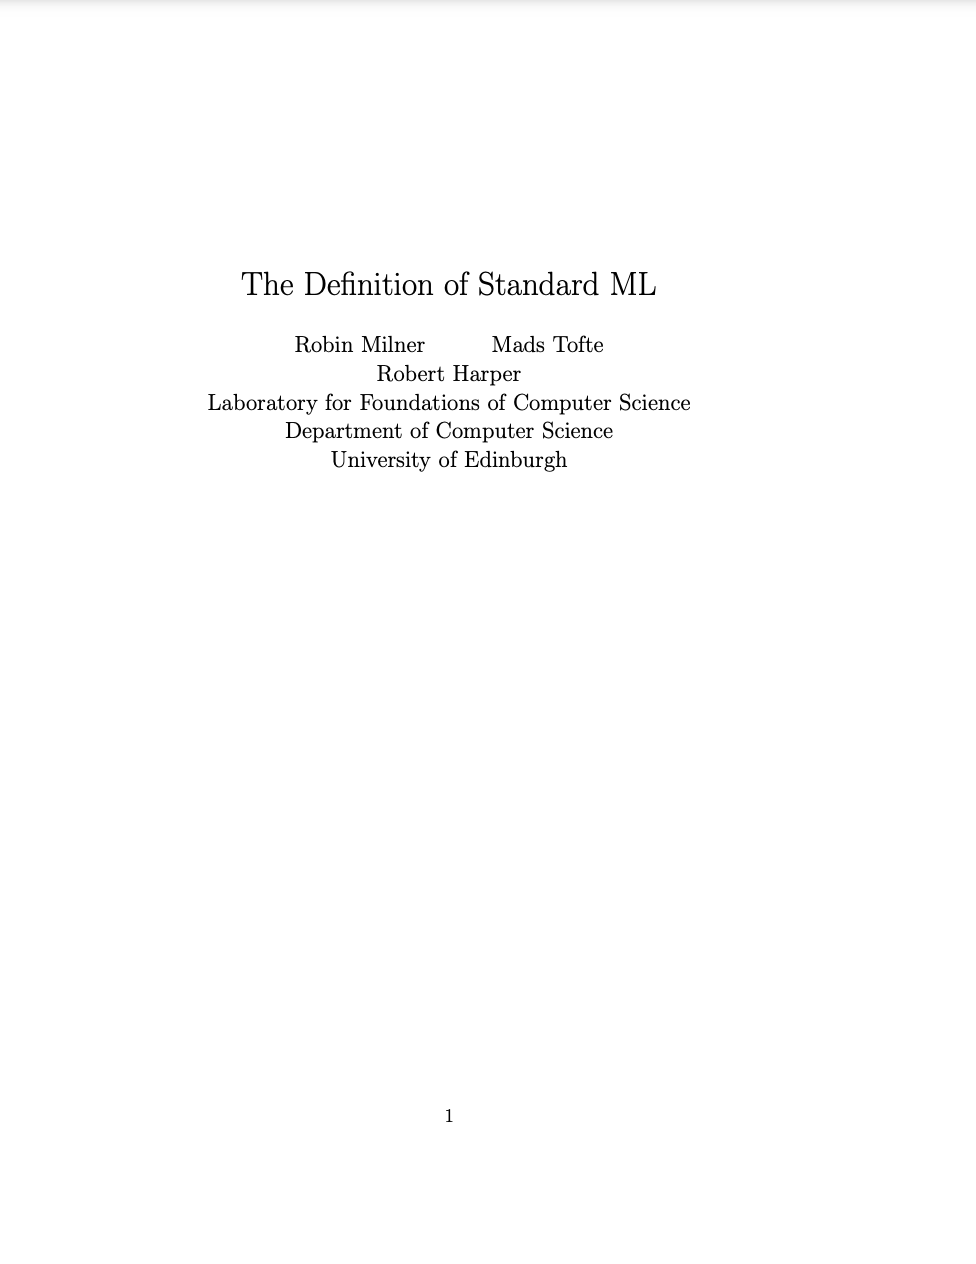 The Definition of Standard ML
Robin Milner Mads Tofte
Robert Harper
Laboratory for Foundations of Computer Science
Department of Computer Science
University of Edinburgh
1